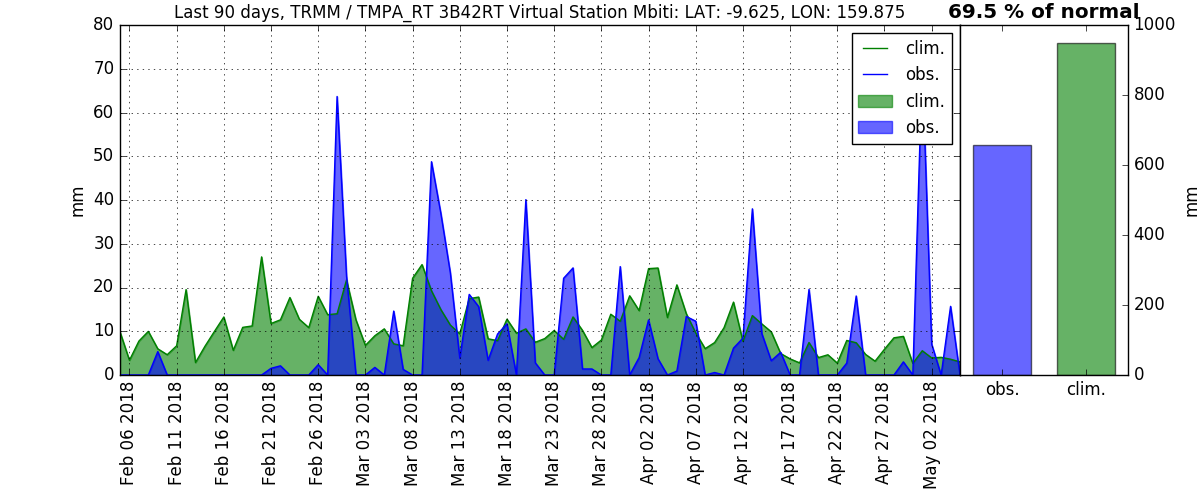 Last 90 days, TRMM / TMPA_RT 3B42RT Virtual Station Mbiti: LAT: -9.625, LON: 159.875
69.5 % of normal
80
70
60
50
40
30
20
10
0
mm
clim.
obs.
clim.
obs.
Feb 06 2018
Feb 11 2018
Feb 16 2018
Feb 21 2018
Feb 26 2018
Mar 03 2018
Mar 08 2018
Mar 13 2018
Mar 18 2018
Mar 23 2018
Mar 28 2018
Apr 02 2018
Apr 07 2018
Apr 12 2018
Apr 17 2018
Apr 22 2018
Apr 27 2018
May 02 2018
1000
800
600
400
200
0
mm
obs.
clim.